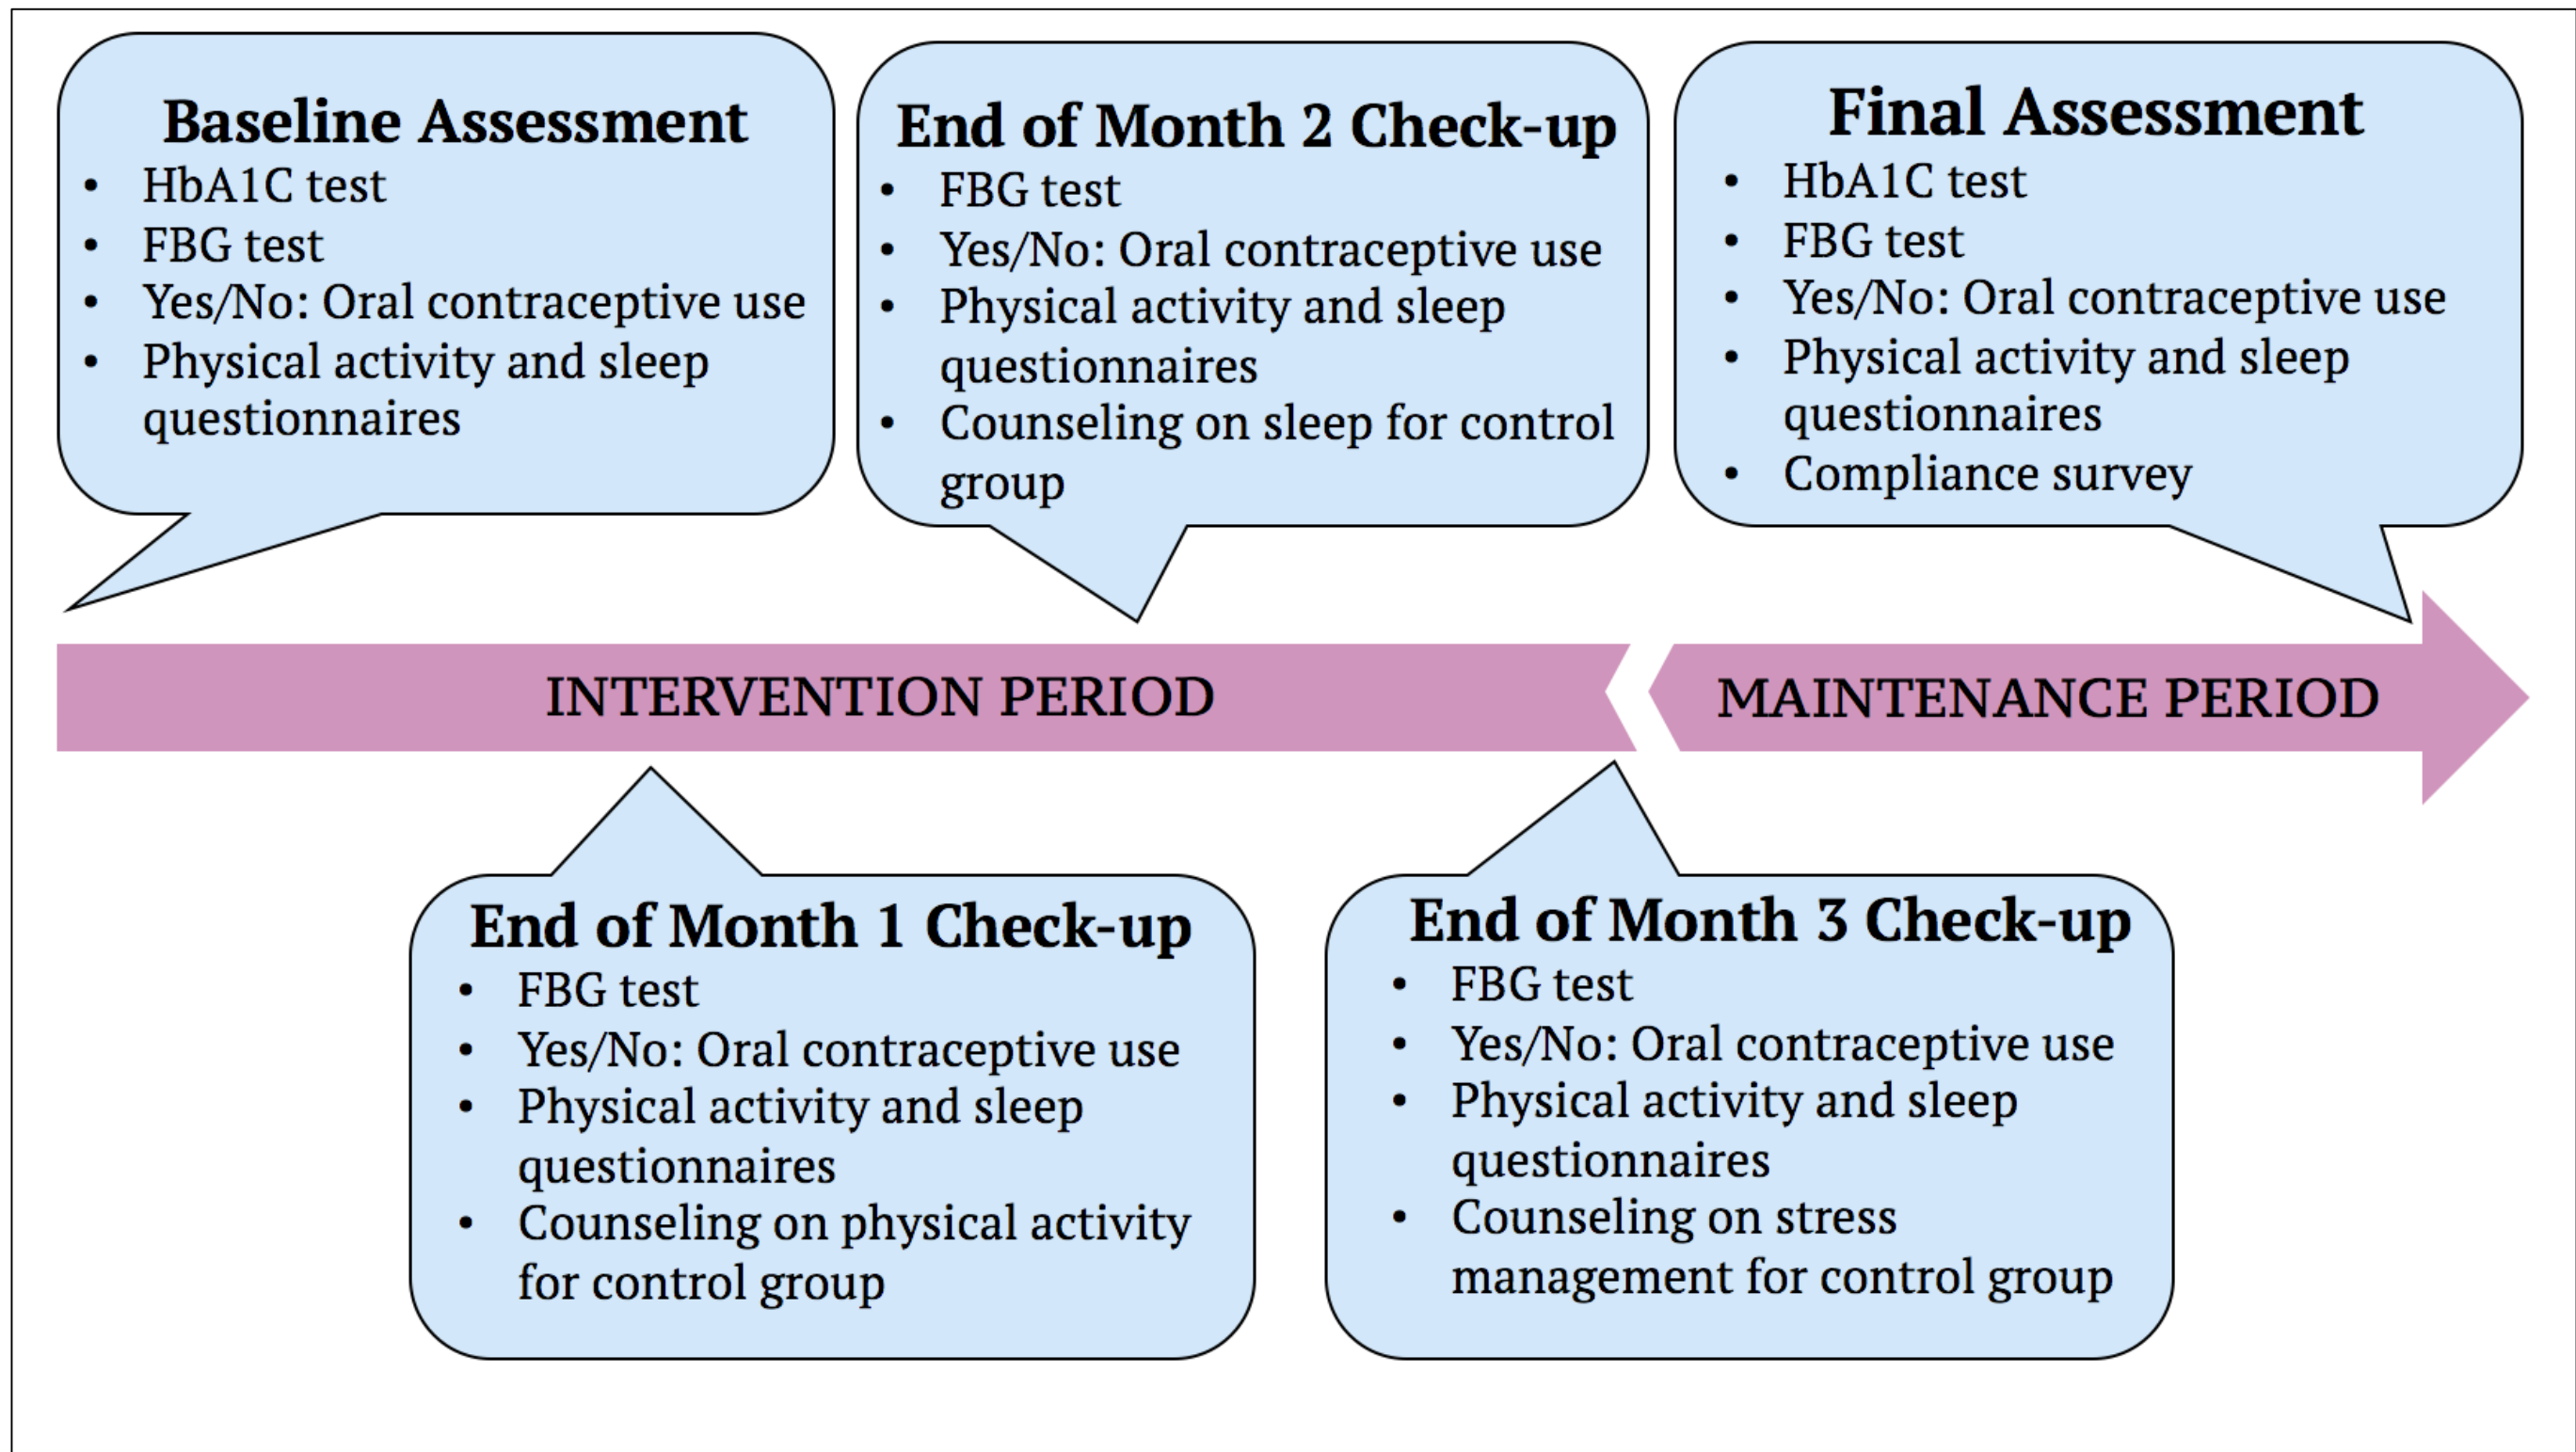 Baseline Assessment
• HbA1C test
• FBG test
• Yes/No: Oral contraceptive use
• Physical activity and sleep
questionnaires
End of Month 2 Check-up
• FBG test
• Yes/No: Oral contraceptive use
• Physical activity and sleep
questionnaires
• Counseling on sleep for control
group
Final Assessment
• HbA1C test
• FBG test
• Yes/No: Oral contraceptive use
• Physical activity and sleep
questionnaires
• Compliance survey
INTERVENTION PERIOD
MAINTENANCE PERIOD
End of Month 1 Check-up
• FBG test
• Yes/No: Oral contraceptive use
• Physical activity and sleep
questionnaires
• Counseling on physical activity
for control group
End of Month 3 Check-up
• FBG test
• Yes/No: Oral contraceptive use
• Physical activity and sleep
questionnaires
• Counseling on stress
management for control group